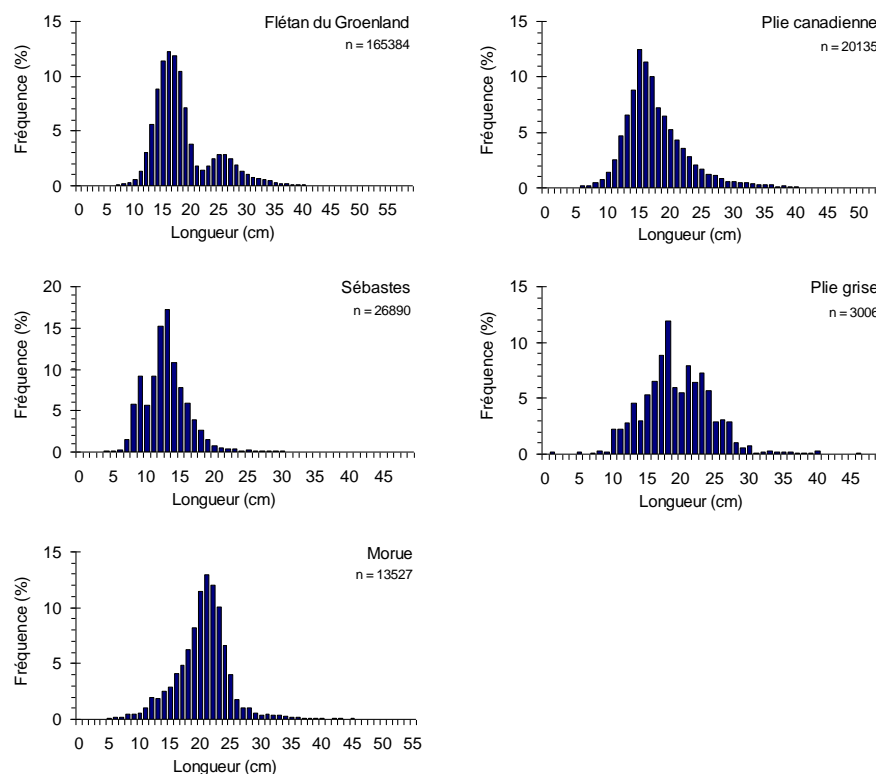 Flétan du Groenland
n = 165384
Fréquence (%)
15
10
5
0
0 5 10 15 20 25 30 35 40 45 50 55
Longueur (cm)
Plie canadienne
n = 20135
Fréquence (%)
15
10
5
0
0 5 10 15 20 25 30 35 40 45 50
Longueur (cm)
Sébastes
n = 26890
Fréquence (%)
20
15
10
5
0
0 5 10 15 20 25 30 35 40 45
Longueur (cm)
Plie grise
n = 3006
Fréquence (%)
15
10
5
0
0 5 10 15 20 25 30 35 40 45
Longueur (cm)
Morue
n = 13527
Fréquence (%)
15
10
5
0
0 5 10 15 20 25 30 35 40 45 50 55
Longueur (cm)